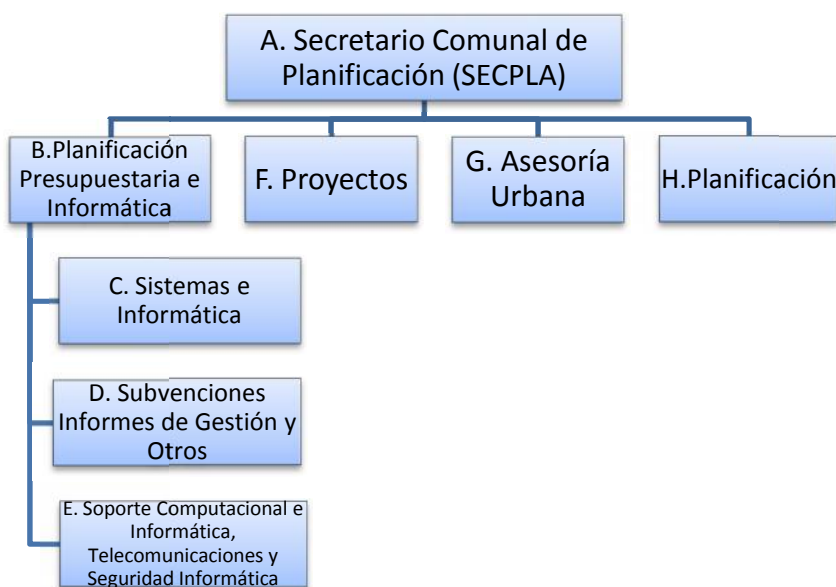 A. Secretario Comunal de
Planificación (SECPLA)
B.Planificación
Presupuestaria e
Informática
F. Proyectos
G. Asesoría
Urbana
H.Planificación
C. Sistemas e
Informática
D. Subvenciones
Informes de Gestión y
Otros
E. Soporte Computacional e
Informática,
Telecomunicaciones y
Seguridad Informática